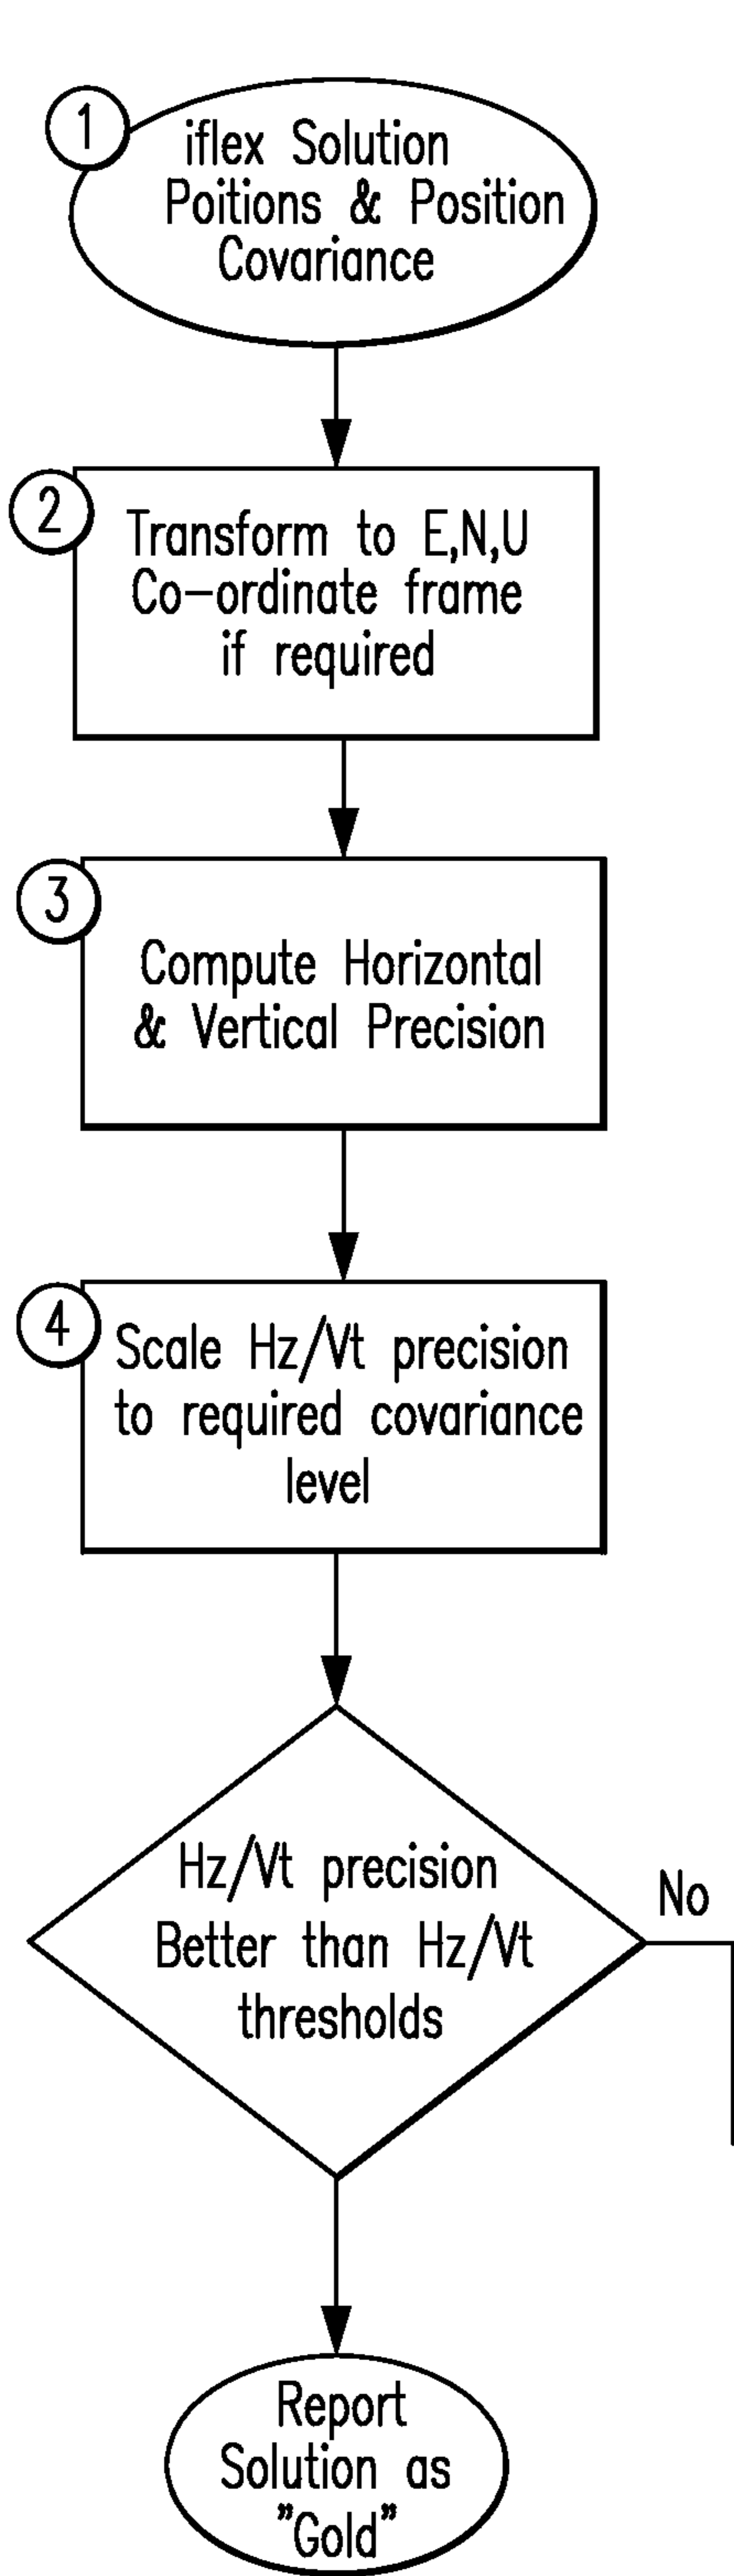 1
iflex Solution
Poitions & Position
Covariance
2
Transform to E,N,U
Co-ordinate frame
if required
3
Compute Horizontal
& Vertical Precision
4
Scale Hz/Vt precision
to required covariance
level
Hz/Vt precision
Better than Hz/Vt
thresholds
No
Report
Solution as
"Gold"